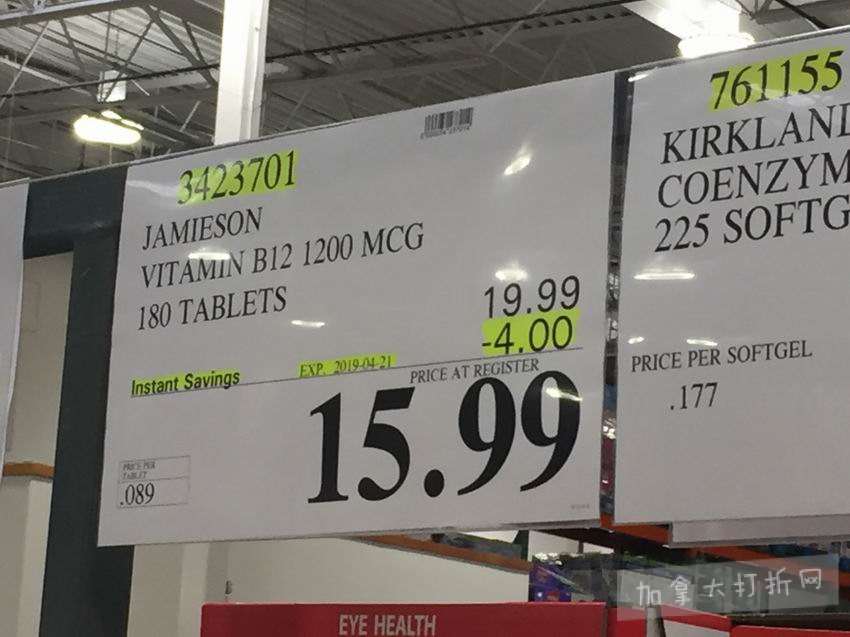 3423701
JAMIESON
VITAMIN B12 1200 MCG
180 TABLETS
19.99
-4.00
Instant Savings
EXP. 2019-04-21
PRICE AT REGISTER
15.99
PRICE PER
TABLET
.089
761155
KIRKLAND
COENZYM
225 SOFTG
PRICE PER SOFTGEL
.177
EYE HEALTH
加拿大打折网